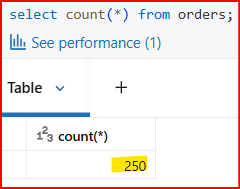 select count(*) from orders;
See performance (1)
Table +
123 count(*)
250